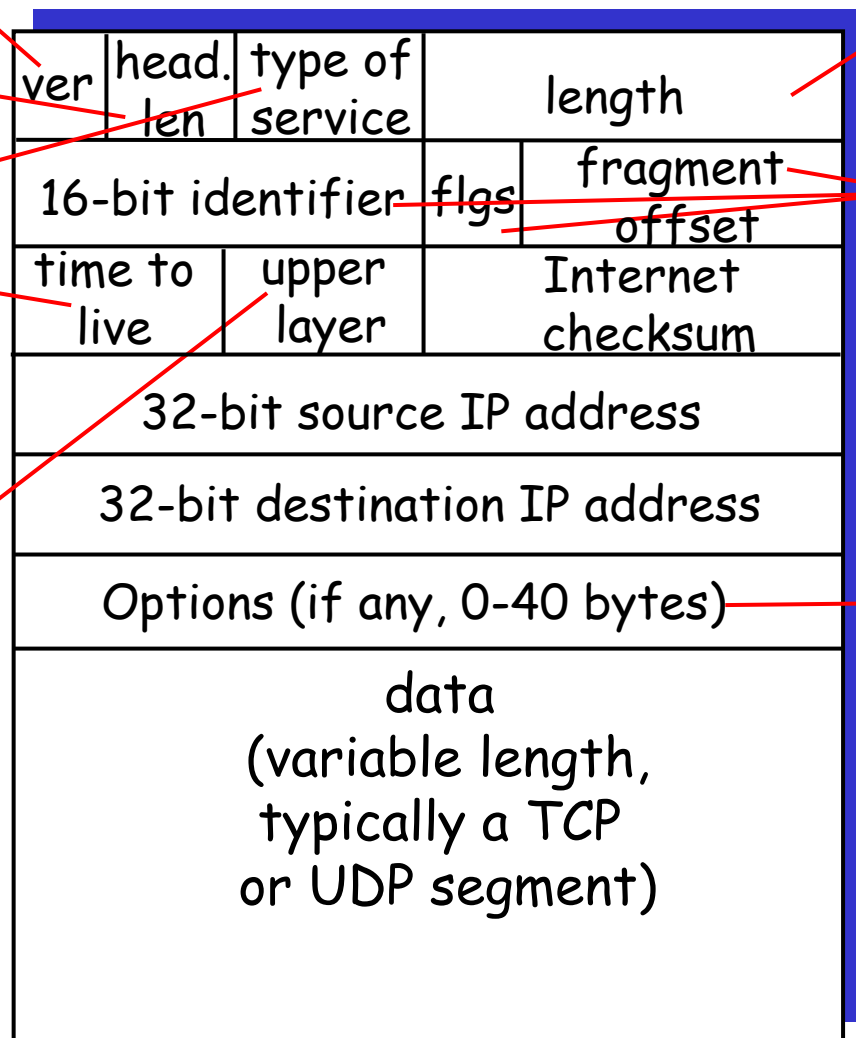 ver
head.
len
type of
service
length
16-bit identifier
flgs
fragment
offset
time to
live
upper
layer
Internet
checksum
32-bit source IP address
32-bit destination IP address
Options (if any, 0-40 bytes)
data
(variable length,
typically a TCP
or UDP segment)